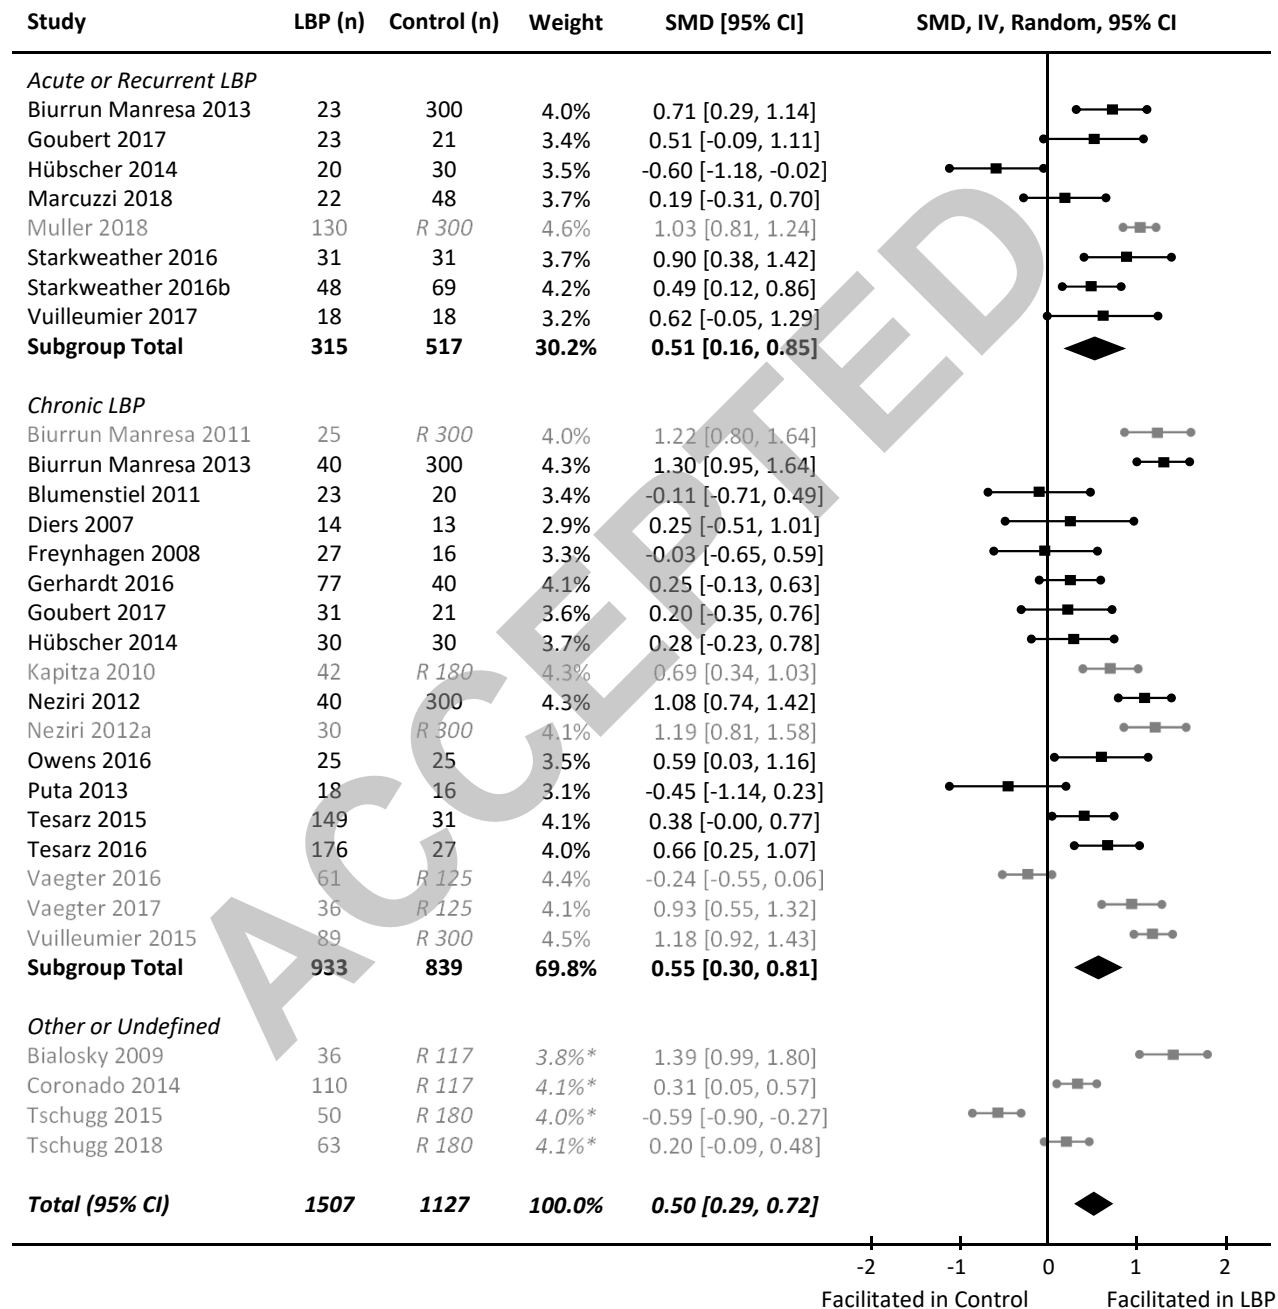 Study LBP (n) Control (n) Weight SMD [95% CI] SMD, IV, Random, 95% CI
Acute or Recurrent LBP
Biurrun Manresa 2013 23 300 4.0% 0.71 [0.29, 1.14]
Goubert 2017 23 21 3.4% 0.51 [-0.09, 1.11]
Hübscher 2014 20 30 3.5% -0.60 [-1.18, -0.02]
Marcuzzi 2018 22 48 3.7% 0.19 [-0.31, 0.70]
Muller 2018 130 R 300 4.6% 1.03 [0.81, 1.24]
Starkweather 2016 31 31 3.7% 0.90 [0.38, 1.42]
Starkweather 2016b 48 69 4.2% 0.49 [0.12, 0.86]
Vuilleumier 2017 18 18 3.2% 0.62 [-0.05, 1.29]
Subgroup Total 315 517 30.2% 0.51 [0.16, 0.85]
Chronic LBP
Biurrun Manresa 2011 25 R 300 4.0% 1.22 [0.80, 1.64]
Biurrun Manresa 2013 40 300 4.3% 1.30 [0.95, 1.64]
Blumenstiel 2011 23 20 3.4% -0.11 [-0.71, 0.49]
Diers 2007 14 13 2.9% 0.25 [-0.51, 1.01]
Freynhagen 2008 27 16 3.3% -0.03 [-0.65, 0.59]
Gerhardt 2016 77 40 4.1% 0.25 [-0.13, 0.63]
Goubert 2017 31 21 3.6% 0.20 [-0.35, 0.76]
Hübscher 2014 30 30 3.7% 0.28 [-0.23, 0.78]
Kapitza 2010 42 R 180 4.3% 0.69 [0.34, 1.03]
Neziri 2012 40 300 4.3% 1.08 [0.74, 1.42]
Neziri 2012a 30 R 300 4.1% 1.19 [0.81, 1.58]
Owens 2016 25 25 3.5% 0.59 [0.03, 1.16]
Puta 2013 18 16 3.1% -0.45 [-1.14, 0.23]
Tesarz 2015 149 31 4.1% 0.38 [-0.00, 0.77]
Tesarz 2016 176 27 4.0% 0.66 [0.25, 1.07]
Vaegter 2016 61 R 125 4.4% -0.24 [-0.55, 0.06]
Vaegter 2017 36 R 125 4.1% 0.93 [0.55, 1.32]
Vuilleumier 2015 89 R 300 4.5% 1.18 [0.92, 1.43]
Subgroup Total 933 839 69.8% 0.55 [0.30, 0.81]
Other or Undefined
Bialosky 2009 36 R 117 3.8%* 1.39 [0.99, 1.80]
Coronado 2014 110 R 117 4.1%* 0.31 [0.05, 0.57]
Tschugg 2015 50 R 180 4.0%* -0.59 [-0.90, -0.27]
Tschugg 2018 63 R 180 4.1%* 0.20 [-0.09, 0.48]
Total (95% CI) 1507 1127 100.0% 0.50 [0.29, 0.72]
-2 -1 0 1 2
Facilitated in Control Facilitated in LBP
ACCEPTED